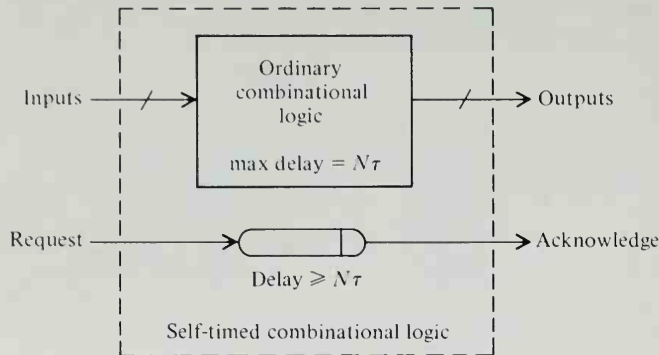 Ordinary
combinational
logic
max delay = Nτ
Inputs
Outputs
Request
Acknowledge
Delay ⩾ Nτ
Self-timed combinational logic